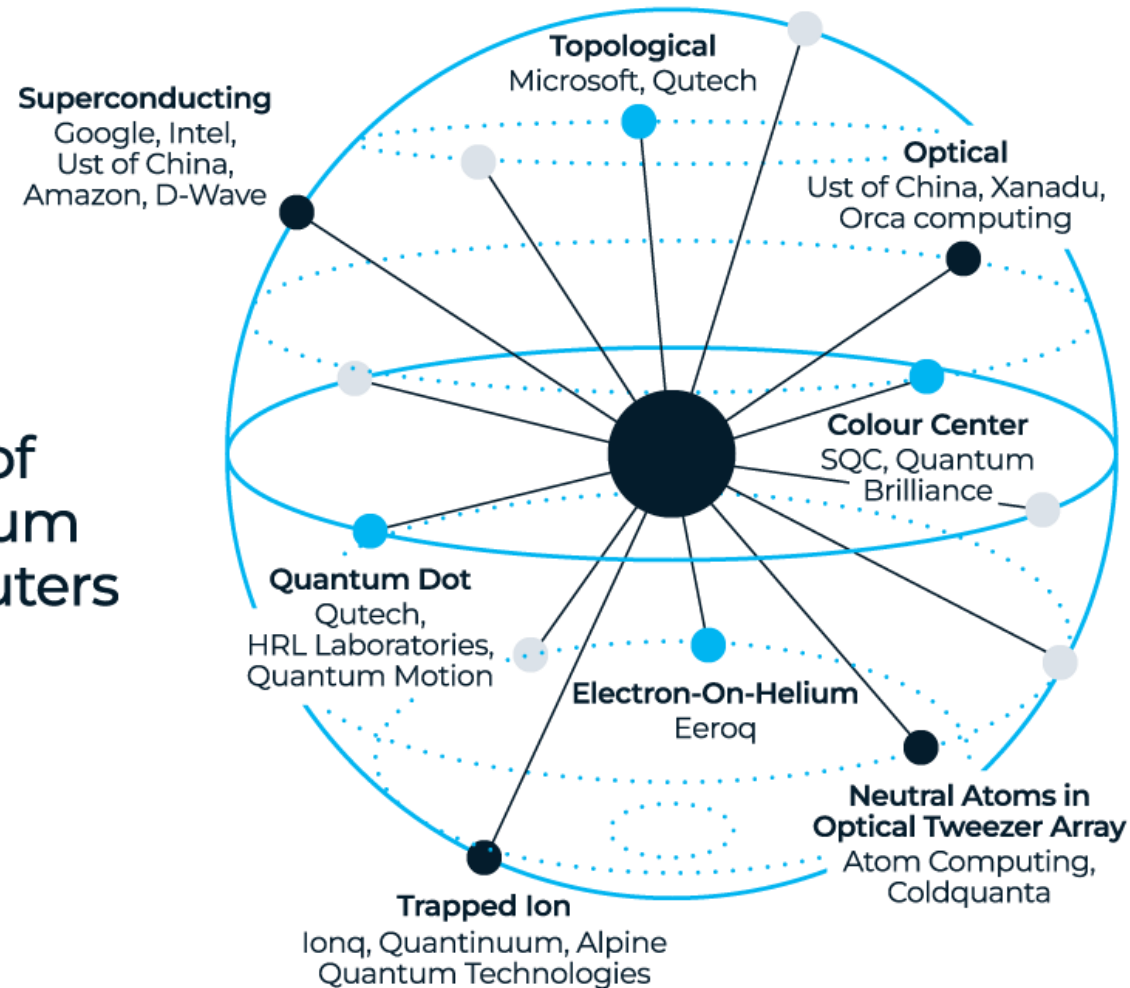 Topological
Microsoft, Qutech
Superconducting
Google, Intel,
Ust of China,
Amazon, D-Wave
Optical
Ust of China, Xanadu,
Orca computing
Colour Center
SQC, Quantum
Brilliance
of
um
uters
Quantum Dot
Qutech,
HRL Laboratories,
Quantum Motion
Electron-On-Helium
Eeroq
Neutral Atoms in
Optical Tweezer Array
Atom Computing,
Coldquanta
Trapped Ion
Ionq, Quantinuum, Alpine
Quantum Technologies